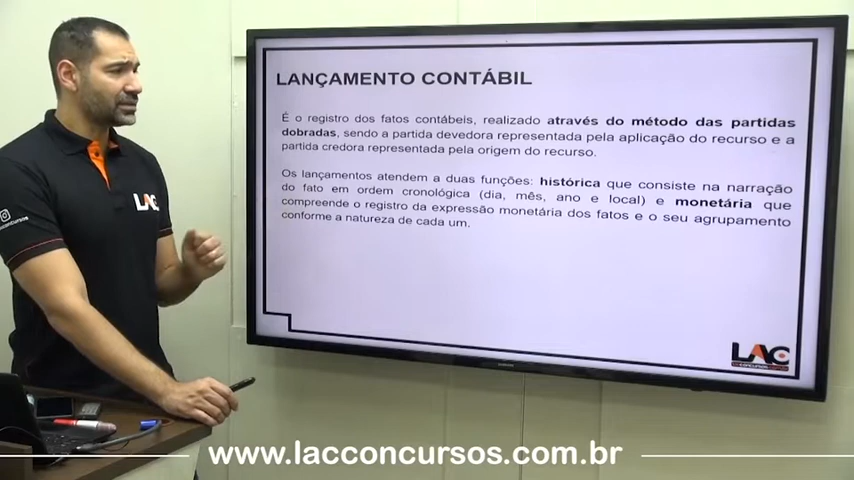 LANÇAMENTO CONTÁBIL
É o registro dos fatos contábeis, realizado através do método das partidas
dobradas, sendo a partida devedora representada pela aplicação do recurso e a
partida credora representada pela origem do recurso.
Os lançamentos atendem a duas funções: histórica que consiste na narração
do fato em ordem cronológica (dia, mês, ano e local) e monetária que
compreende o registro da expressão monetária dos fatos e o seu agrupamento
conforme a natureza de cada um.
LAC
CONCURSOS
LAC
www.lacconcursos.com.br